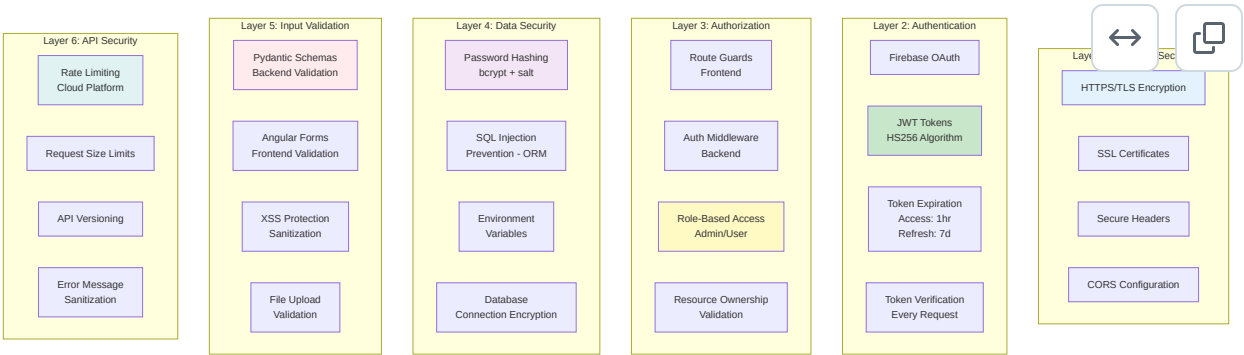 Layer 6: API Security
Rate Limiting
Cloud Platform
Request Size Limits
API Versioning
Error Message
Sanitization
Layer 5: Input Validation
Pydantic Schemas
Backend Validation
Angular Forms
Frontend Validation
XSS Protection
Sanitization
File Upload
Validation
Layer 4: Data Security
Password Hashing
bcrypt + salt
SQL Injection
Prevention - ORM
Environment
Variables
Database
Connection Encryption
Layer 3: Authorization
Route Guards
Frontend
Auth Middleware
Backend
Role-Based Access
Admin/User
Resource Ownership
Validation
Layer 2: Authentication
Firebase OAuth
JWT Tokens
HS256 Algorithm
Token Expiration
Access: 1hr
Refresh: 7d
Token Verification
Every Request
HTTPS/TLS Encryption
SSL Certificates
Secure Headers
CORS Configuration